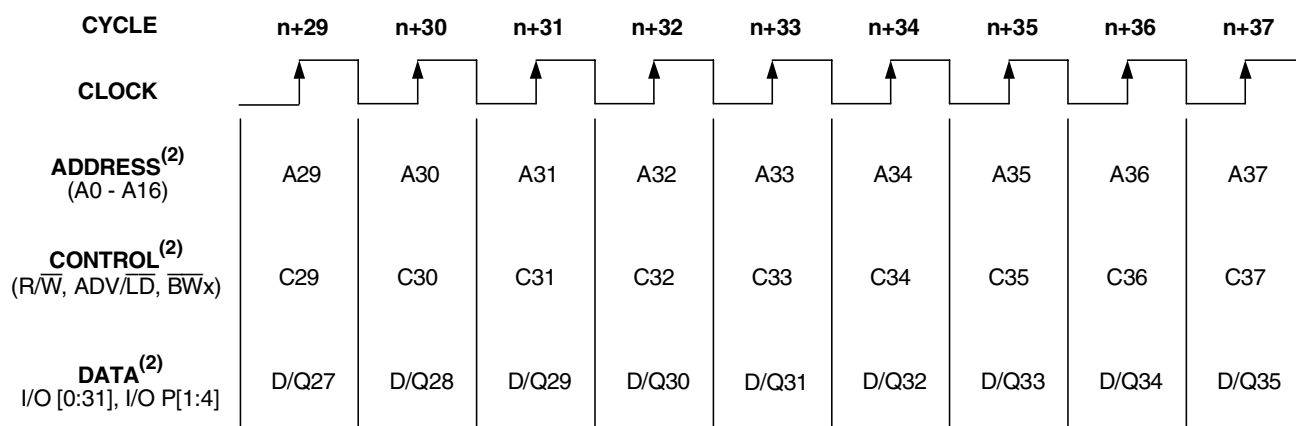 CYCLE n+29 n+30 n+31 n+32 n+33 n+34 n+35 n+36 n+37
CLOCK
ADDRESS(2)
(A0 - A16)
A29 A30 A31 A32 A33 A34 A35 A36 A37
CONTROL(2)
(R/W̅, ADV/L̅D̅, B̅W̅x)
C29 C30 C31 C32 C33 C34 C35 C36 C37
DATA(2)
I/O [0:31], I/O P[1:4]
D/Q27 D/Q28 D/Q29 D/Q30 D/Q31 D/Q32 D/Q33 D/Q34 D/Q35